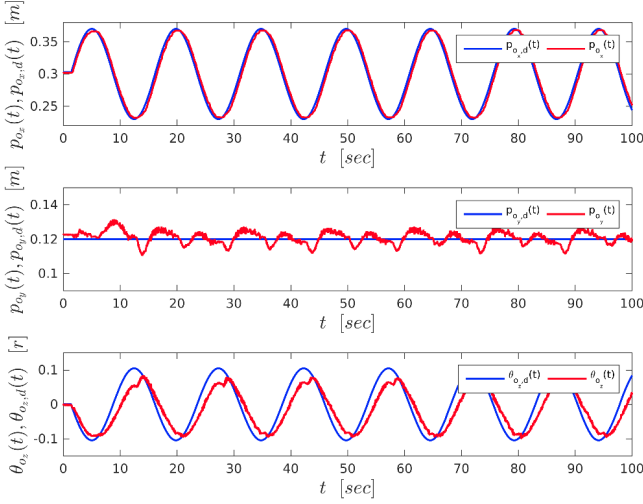 p_{o_x}(t), p_{o_x,d}(t) [m]
0.35
0.3
0.25
p_{o_x,d}(t) p_{o_x}(t)
0 10 20 30 40 50 60 70 80 90 100
t [sec]
p_{o_y}(t), p_{o_y,d}(t) [m]
0.14
0.12
0.1
p_{o_y,d}(t) p_{o_y}(t)
0 10 20 30 40 50 60 70 80 90 100
t [sec]
θ_{o_z}(t), θ_{o_z,d}(t) [r]
0.1
0
-0.1
θ_{o_z,d}(t) θ_{o_z}(t)
0 10 20 30 40 50 60 70 80 90 100
t [sec]